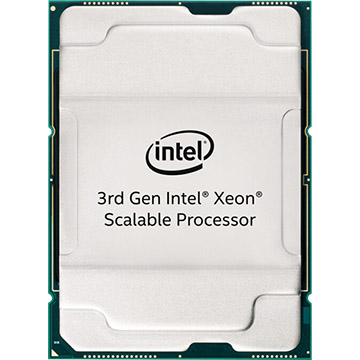 intel
3rd Gen Intel® Xeon®
Scalable Processor